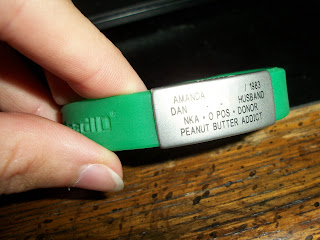 AMANDA / 1983
DAN HUSBAND
NKA • O POS • DONOR
PEANUT BUTTER ADDICT